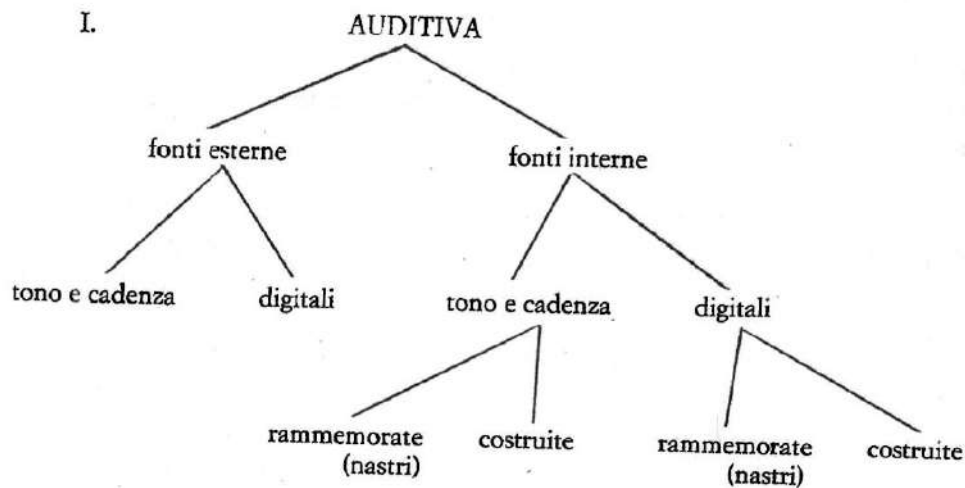 I.
AUDITIVA
fonti esterne
fonti interne
tono e cadenza
digitali
tono e cadenza
digitali
rammemorate
(nastri)
costruite
rammemorate
(nastri)
costruite